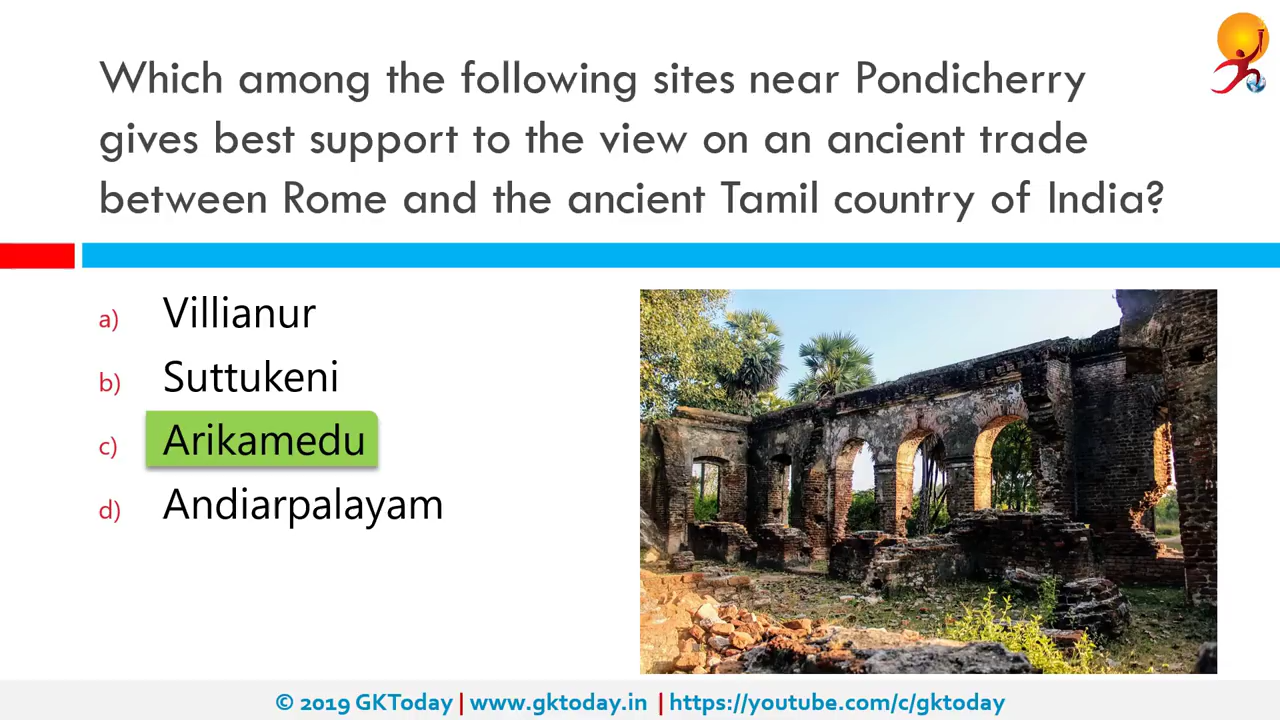 Which among the following sites near Pondicherry
gives best support to the view on an ancient trade
between Rome and the ancient Tamil country of India?
a) Villianur
b) Suttukeni
c) Arikamedu
d) Andiarpalayam
© 2019 GKToday | www.gktoday.in | https://youtube.com/c/gktoday